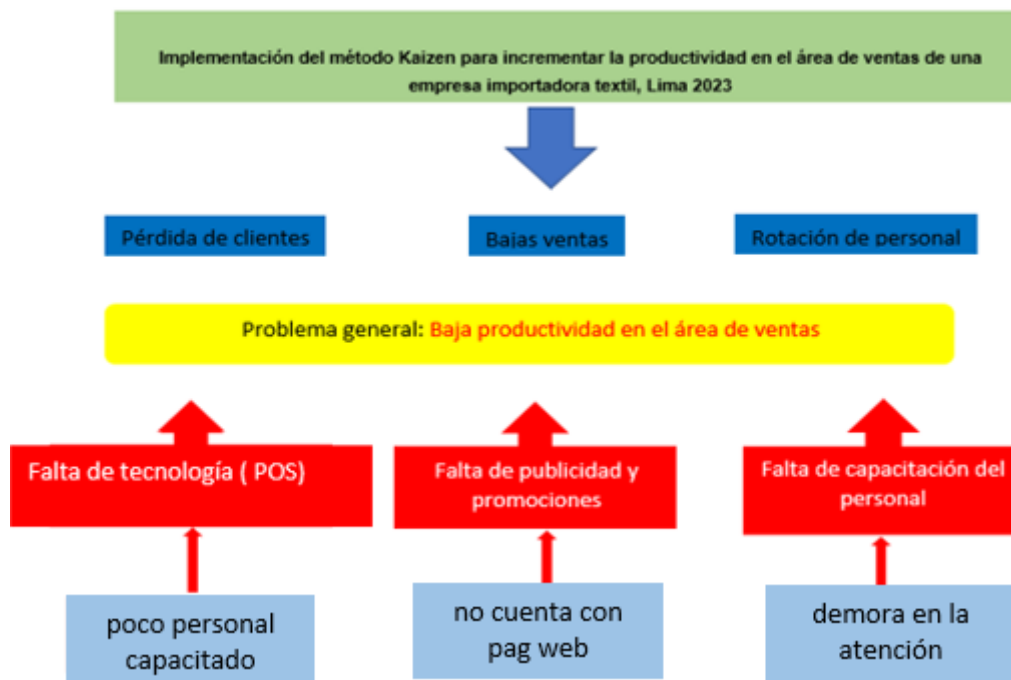 Implementación del método Kaizen para incrementar la productividad en el área de ventas de una
empresa importadora textil, Lima 2023
Pérdida de clientes
Bajas ventas
Rotación de personal
Problema general: Baja productividad en el área de ventas
Falta de tecnología ( POS)
Falta de publicidad y
promociones
Falta de capacitación del
personal
poco personal
capacitado
no cuenta con
pag web
demora en la
atención